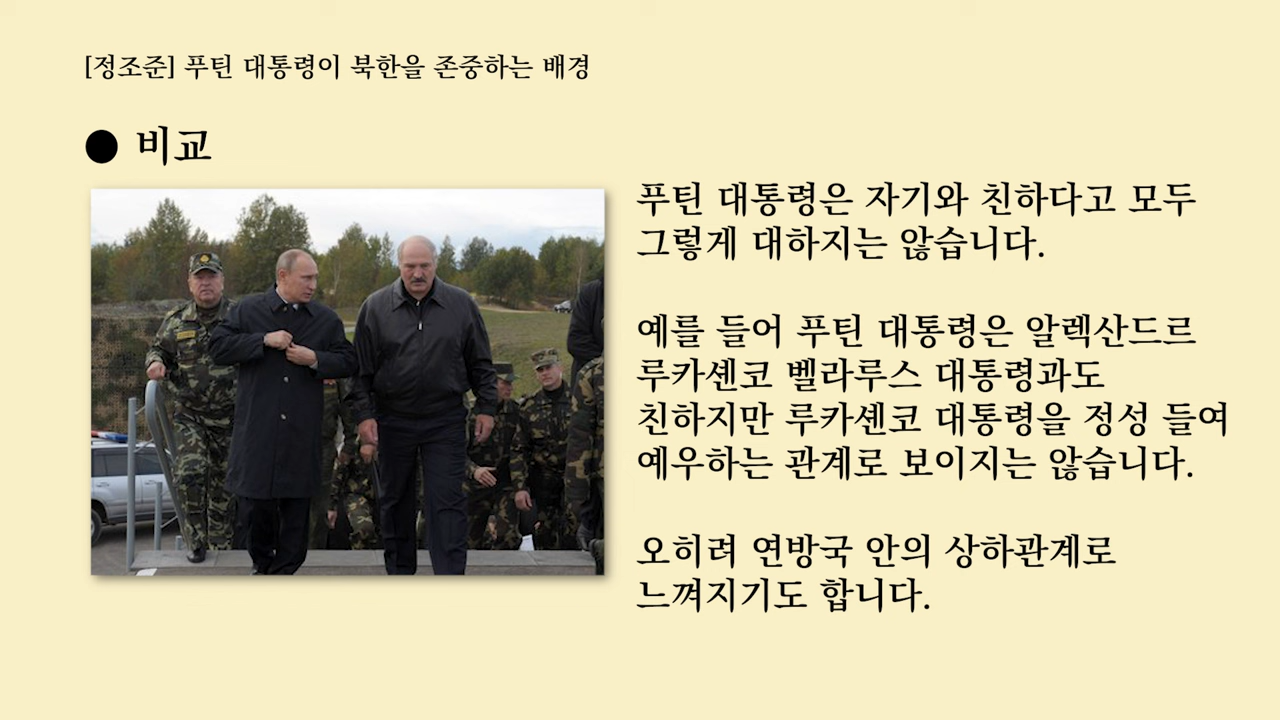 [정조준] 푸틴 대통령이 북한을 존중하는 배경
● 비교
푸틴 대통령은 자기와 친하다고 모두
그렇게 대하지는 않습니다.
예를 들어 푸틴 대통령은 알렉산드르
루카셴코 벨라루스 대통령과도
친하지만 루카셴코 대통령을 정성 들여
예우하는 관계로 보이지는 않습니다.
오히려 연방국 안의 상하관계로
느껴지기도 합니다.